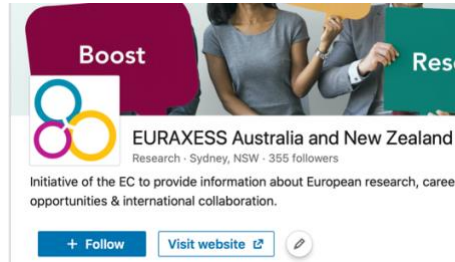 Boost
Res
EURAXESS Australia and New Zealand
Research · Sydney, NSW · 355 followers
Initiative of the EC to provide information about European research, caree
opportunities & international collaboration.
+ Follow
Visit website